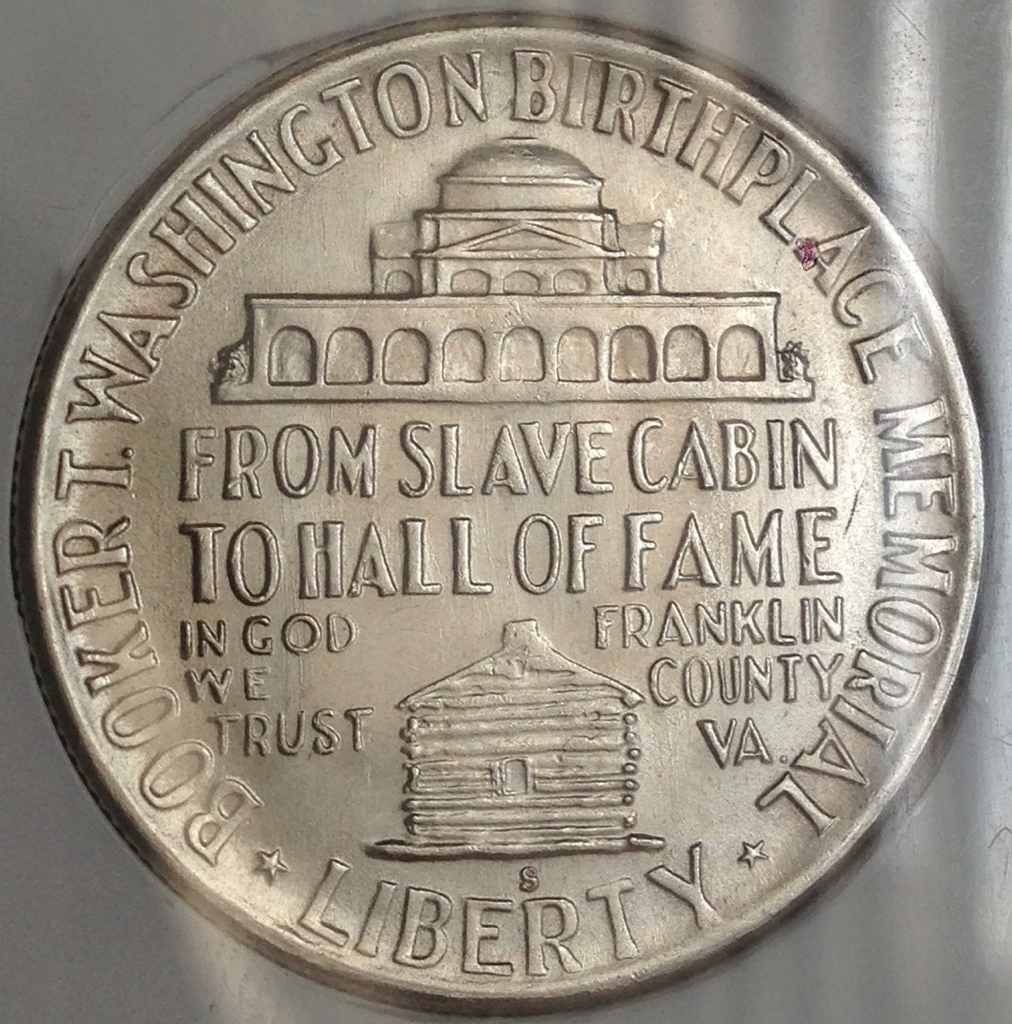 BOOKER T. WASHINGTON BIRTHPLACE MEMORIAL
FROM SLAVE CABIN
TO HALL OF FAME
IN GOD
WE
TRUST
FRANKLIN
COUNTY
VA.
S
LIBERTY